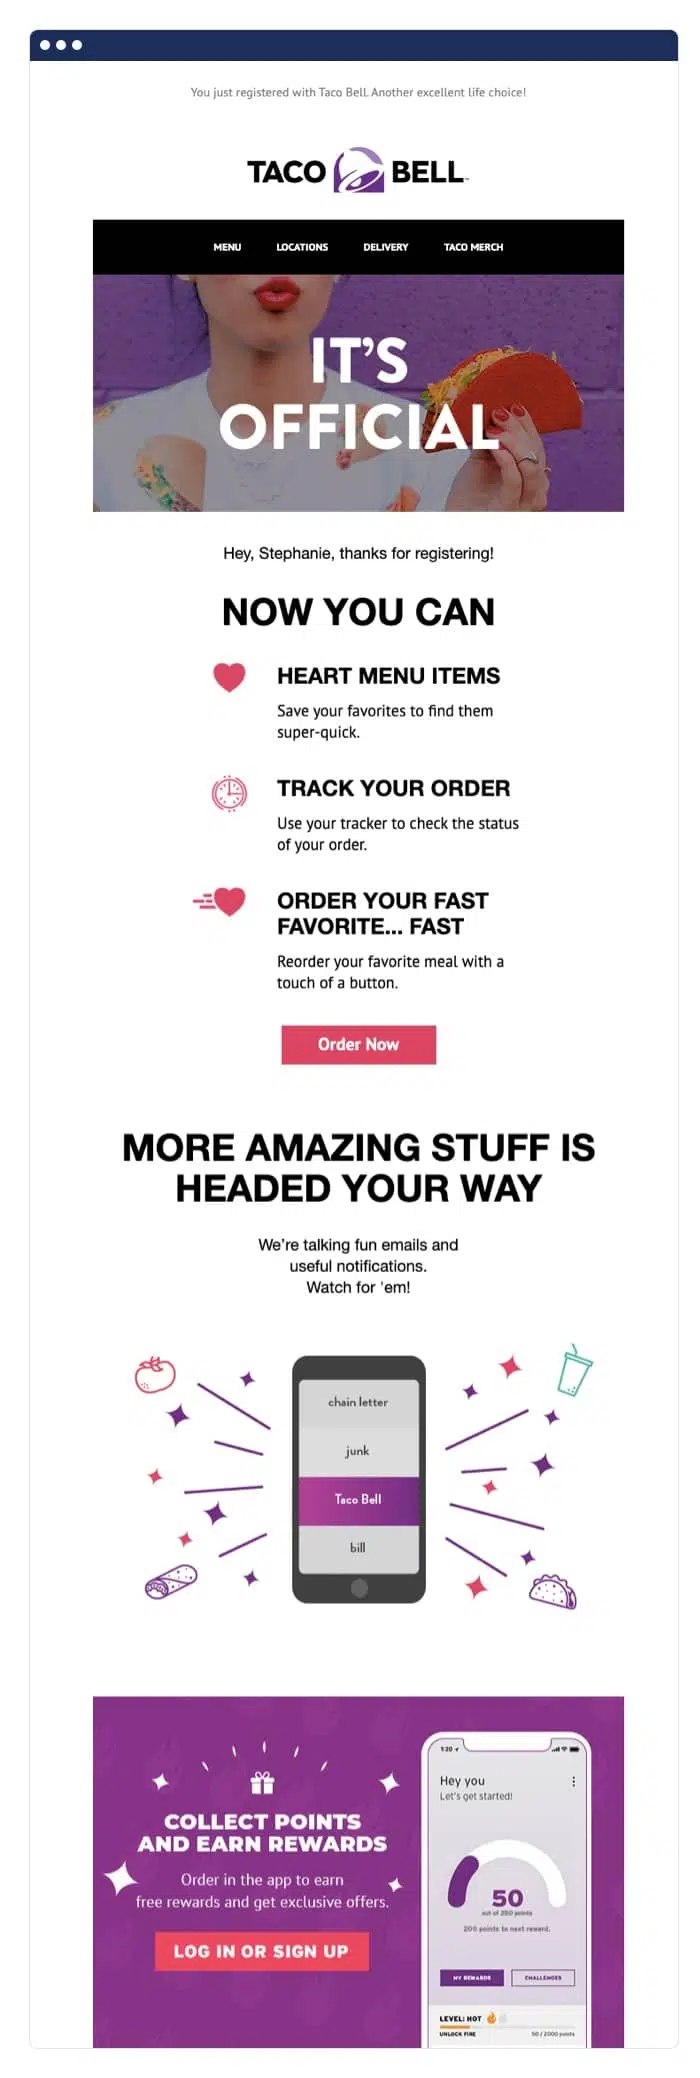 You just registered with Taco Bell. Another excellent life choice!
TACO BELL
MENU LOCATIONS DELIVERY TACO MERCH
IT'S
OFFICIAL
Hey, Stephanie, thanks for registering!
NOW YOU CAN
HEART MENU ITEMS
Save your favorites to find them
super-quick.
TRACK YOUR ORDER
Use your tracker to check the status
of your order.
ORDER YOUR FAST
FAVORITE... FAST
Reorder your favorite meal with a
touch of a button.
Order Now
MORE AMAZING STUFF IS
HEADED YOUR WAY
We're talking fun emails and
useful notifications.
Watch for 'em!
chain letter
junk
Taco Bell
bill
COLLECT POINTS
AND EARN REWARDS
Order in the app to earn
free rewards and get exclusive offers.
LOG IN OR SIGN UP
1:20
Hey you
Let's get started!
50
out of 250 points
200 points to next reward.
MY REWARDS CHALLENGES
LEVEL: HOT
UNLOCK FIRE 50 / 2000 points